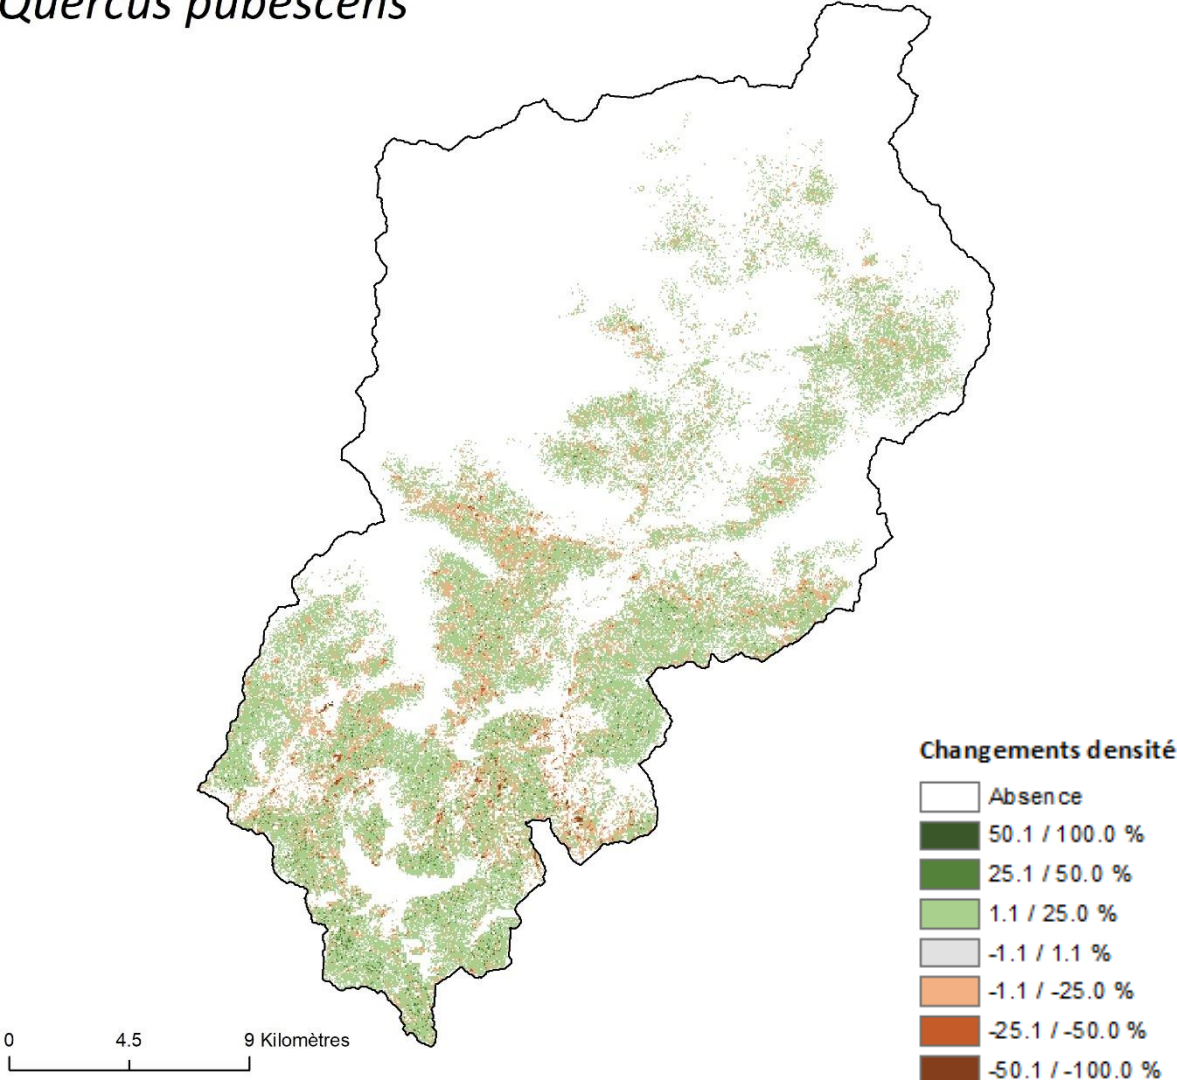 Quercus pubescens
Changements densité
Absence
50.1 / 100.0 %
25.1 / 50.0 %
1.1 / 25.0 %
-1.1 / 1.1 %
-1.1 / -25.0 %
-25.1 / -50.0 %
-50.1 / -100.0 %
0 4.5 9 Kilomètres